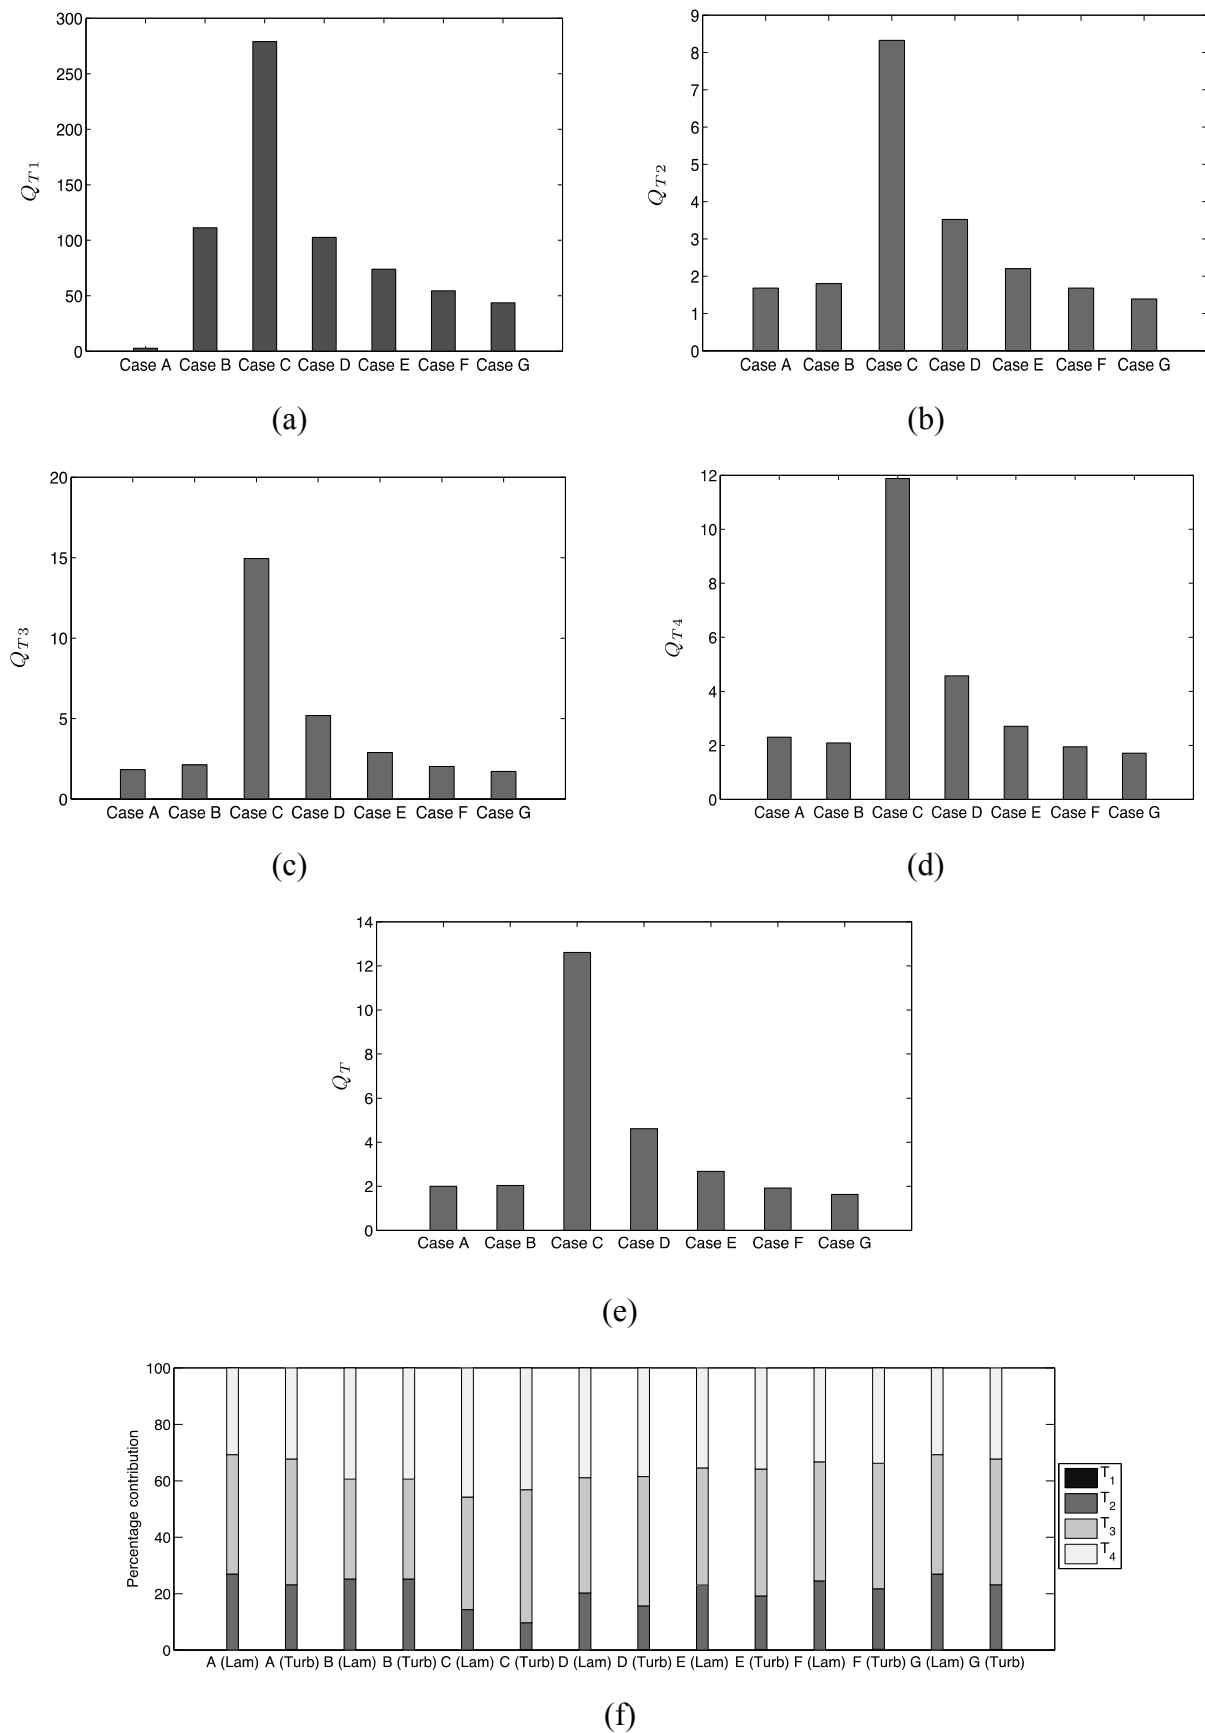 300
250
200
150
100
50
0
Q_{T1}
Case A Case B Case C Case D Case E Case F Case G
(a)
9
8
7
6
5
4
3
2
1
0
Q_{T2}
Case A Case B Case C Case D Case E Case F Case G
(b)
20
15
10
5
0
Q_{T3}
Case A Case B Case C Case D Case E Case F Case G
(c)
12
10
8
6
4
2
0
Q_{T4}
Case A Case B Case C Case D Case E Case F Case G
(d)
14
12
10
8
6
4
2
0
Q_T
Case A Case B Case C Case D Case E Case F Case G
(e)
100
80
60
40
20
0
Percentage contribution
A (Lam) A (Turb) B (Lam) B (Turb) C (Lam) C (Turb) D (Lam) D (Turb) E (Lam) E (Turb) F (Lam) F (Turb) G (Lam) G (Turb)
T_1
T_2
T_3
T_4
(f)